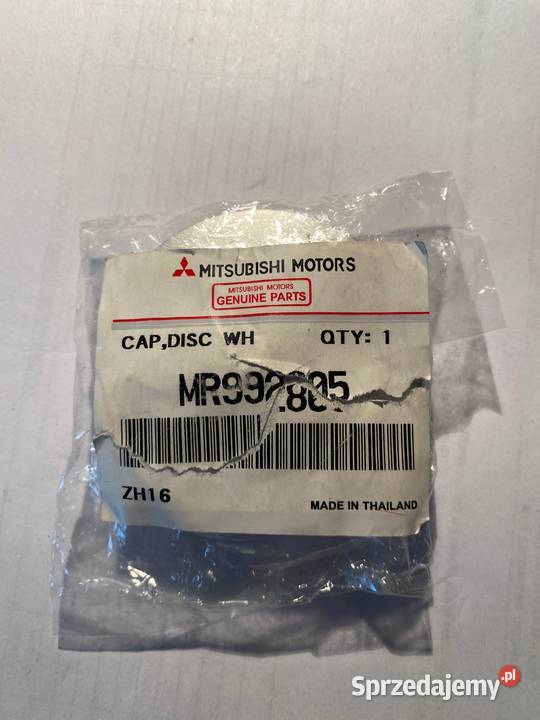 MITSUBISHI MOTORS
MITSUBISHI MOTORS
GENUINE PARTS
CAP,DISC WH QTY: 1
ZH16
MADE IN THAILAND
Sprzedajemy.pl